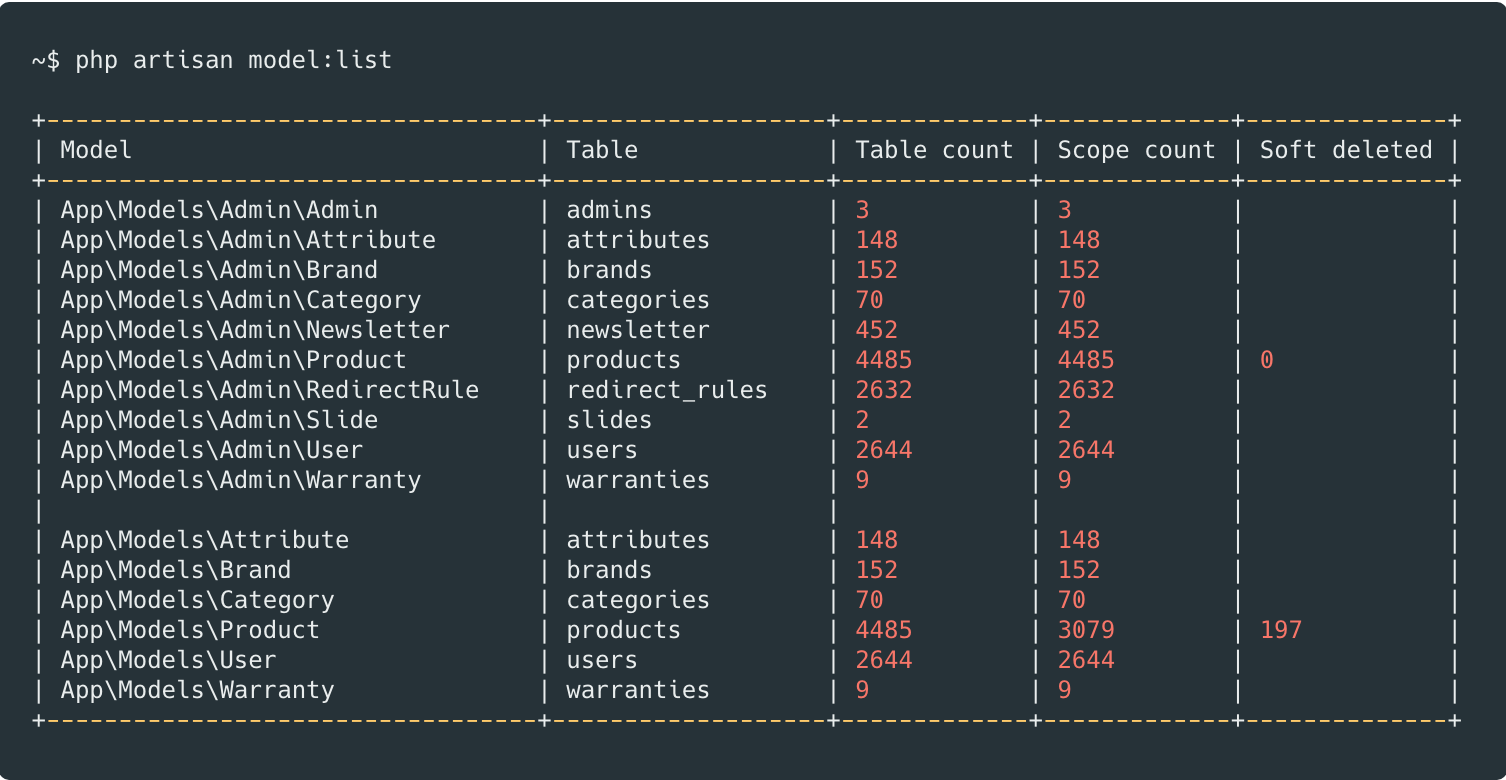 ~$ php artisan model:list
+----------------------------------+-------------------+-------------+-------------+--------------+
| Model                            | Table             | Table count | Scope count | Soft deleted |
+----------------------------------+-------------------+-------------+-------------+--------------+
| App\Models\Admin\Admin           | admins            | 3           | 3           |              |
| App\Models\Admin\Attribute       | attributes        | 148         | 148         |              |
| App\Models\Admin\Brand           | brands            | 152         | 152         |              |
| App\Models\Admin\Category        | categories        | 70          | 70          |              |
| App\Models\Admin\Newsletter      | newsletter        | 452         | 452         |              |
| App\Models\Admin\Product         | products          | 4485        | 4485        | 0            |
| App\Models\Admin\RedirectRule    | redirect_rules    | 2632        | 2632        |              |
| App\Models\Admin\Slide           | slides            | 2           | 2           |              |
| App\Models\Admin\User            | users             | 2644        | 2644        |              |
| App\Models\Admin\Warranty        | warranties        | 9           | 9           |              |
|                                  |                   |             |             |              |
| App\Models\Attribute             | attributes        | 148         | 148         |              |
| App\Models\Brand                 | brands            | 152         | 152         |              |
| App\Models\Category              | categories        | 70          | 70          |              |
| App\Models\Product               | products          | 4485        | 3079        | 197          |
| App\Models\User                  | users             | 2644        | 2644        |              |
| App\Models\Warranty              | warranties        | 9           | 9           |              |
+----------------------------------+-------------------+-------------+-------------+--------------+